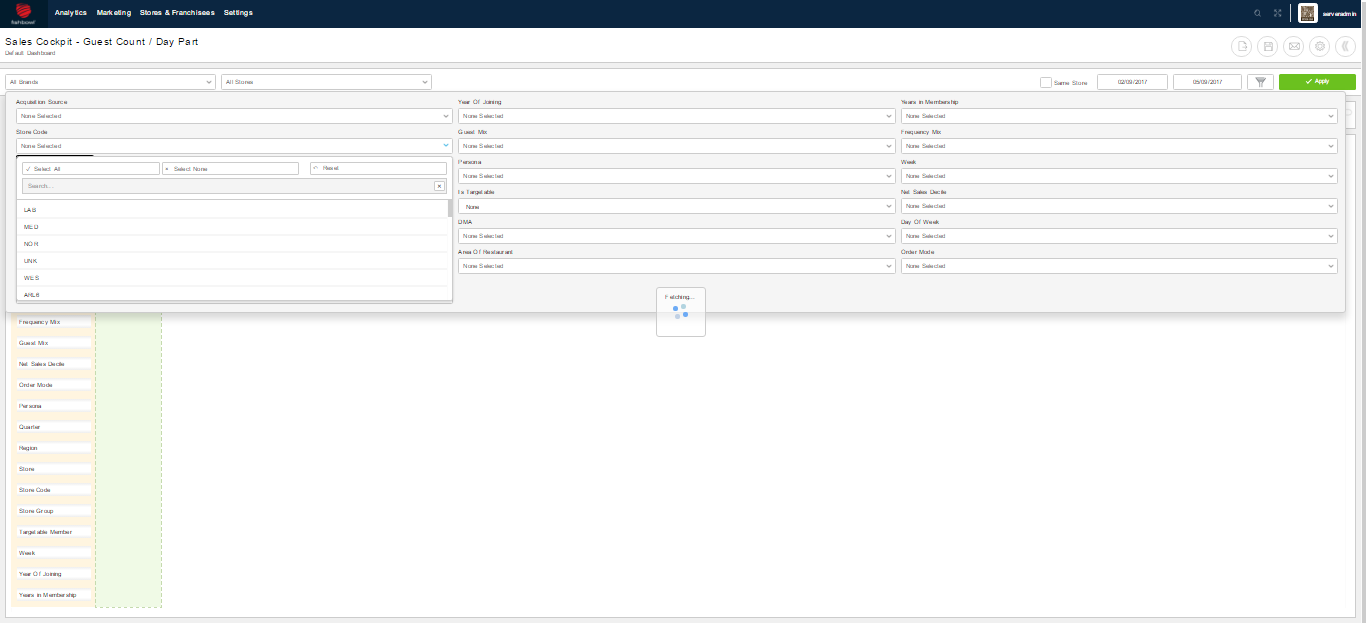 fishbowl
Analytics Marketing Stores & Franchisees Settings
serveradmin
Sales Cockpit - Guest Count / Day Part
Default Dashboard
All Brands
All Stores
Same Store
02/09/2017
05/09/2017
Apply
Acquisition Source
None Selected
Year Of Joining
None Selected
Years in Membership
None Selected
Store Code
None Selected
Guest Mix
None Selected
Frequency Mix
None Selected
Select All
Select None
Reset
Search...
LAB
MED
NOR
UNK
WES
ARL6
Persona
None Selected
Week
None Selected
Is Targetable
None
Net Sales Decile
None Selected
DMA
None Selected
Day Of Week
None Selected
Area Of Restaurant
None Selected
Order Mode
None Selected
Fetching...
Frequency Mix
Guest Mix
Net Sales Decile
Order Mode
Persona
Quarter
Region
Store
Store Code
Store Group
Targetable Member
Week
Year Of Joining
Years in Membership